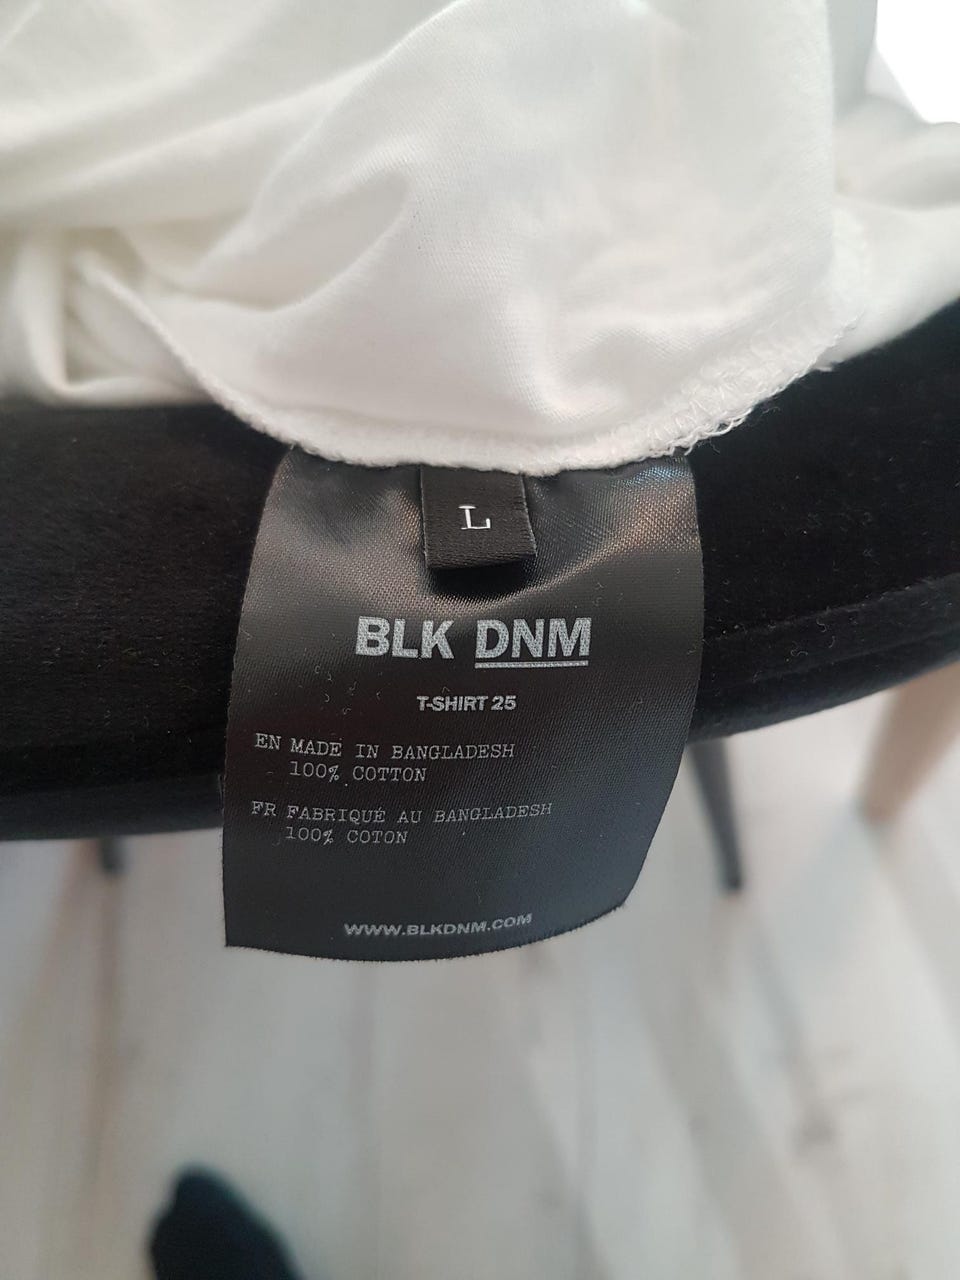 L
BLK DNM
T-SHIRT 25
EN MADE IN BANGLADESH
100% COTTON
FR FABRIQUÉ AU BANGLADESH
100% COTON
WWW.BLKDNM.COM